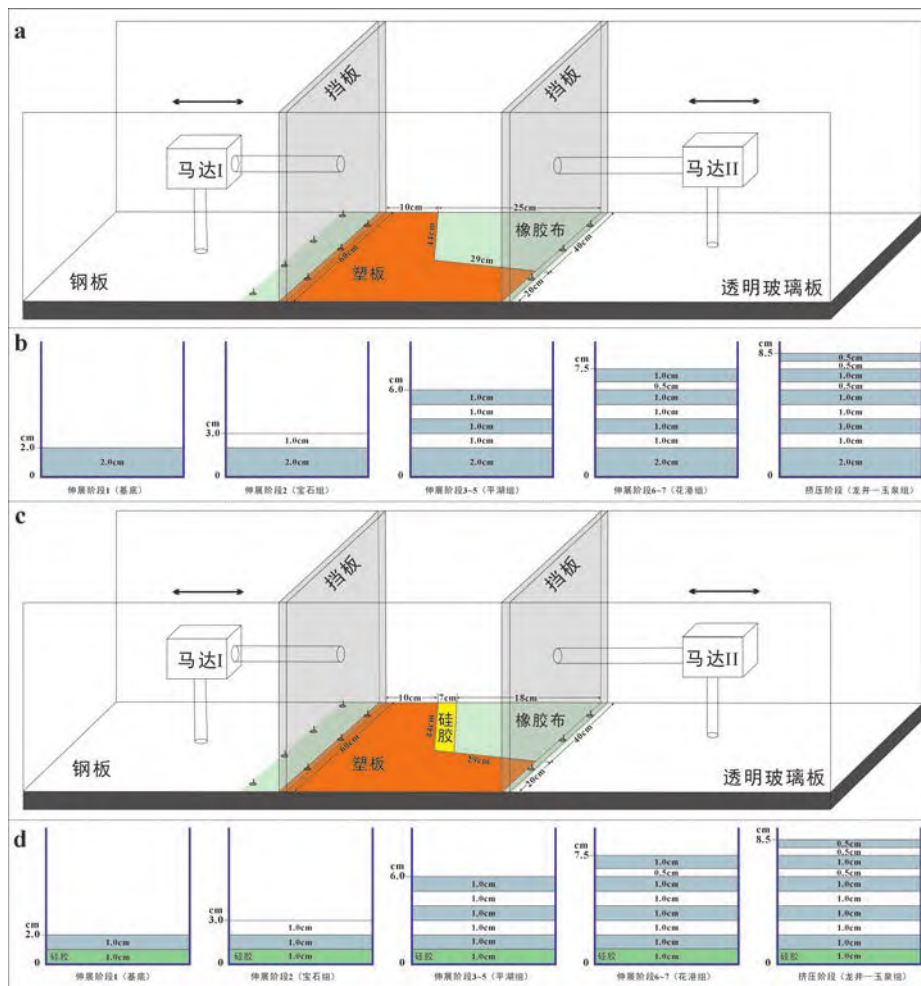 a
挡板
挡板
马达I
马达II
10cm
25cm
44cm
橡胶布
60cm
29cm
40cm
钢板
塑板
20cm
透明玻璃板
b
cm
2.0
0
2.0cm
伸展阶段1（基底）
cm
3.0
0
1.0cm
2.0cm
伸展阶段2（宝石组）
cm
6.0
0
1.0cm
1.0cm
1.0cm
1.0cm
2.0cm
伸展阶段3~5（平湖组）
cm
7.5
0
1.0cm
0.5cm
1.0cm
1.0cm
1.0cm
1.0cm
2.0cm
伸展阶段6~7（花港组）
cm
8.5
0
0.5cm
0.5cm
1.0cm
0.5cm
1.0cm
1.0cm
1.0cm
1.0cm
2.0cm
挤压阶段（龙井一玉泉组）
c
挡板
挡板
马达I
马达II
10cm
7cm
18cm
44cm
硅胶
橡胶布
60cm
29cm
40cm
钢板
塑板
20cm
透明玻璃板
d
cm
2.0
0
1.0cm
硅胶
1.0cm
伸展阶段1（基底）
cm
3.0
0
1.0cm
1.0cm
硅胶
1.0cm
伸展阶段2（宝石组）
cm
6.0
0
1.0cm
1.0cm
1.0cm
1.0cm
1.0cm
硅胶
1.0cm
伸展阶段3~5（平湖组）
cm
7.5
0
1.0cm
0.5cm
1.0cm
1.0cm
1.0cm
1.0cm
1.0cm
硅胶
1.0cm
伸展阶段6~7（花港组）
cm
8.5
0
0.5cm
0.5cm
1.0cm
0.5cm
1.0cm
1.0cm
1.0cm
1.0cm
1.0cm
硅胶
1.0cm
挤压阶段（龙井一玉泉组）